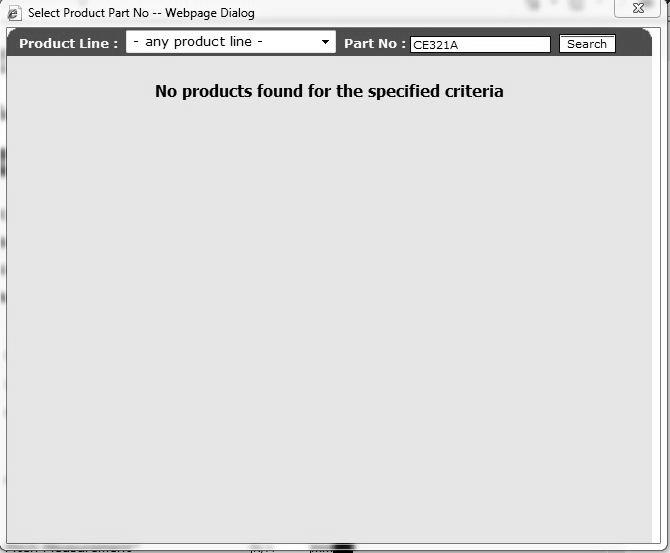 Select Product Part No -- Webpage Dialog
Product Line : - any product line - Part No : CE321A Search
No products found for the specified criteria